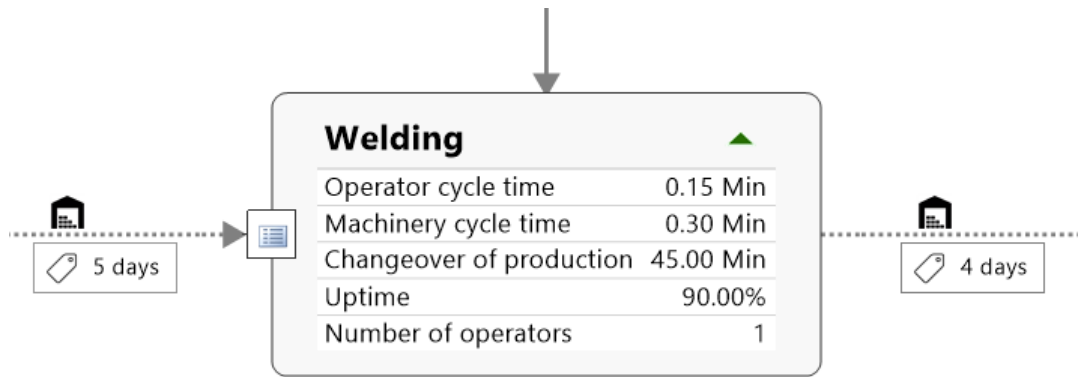 Welding
Operator cycle time 0.15 Min
Machinery cycle time 0.30 Min
Changeover of production 45.00 Min
Uptime 90.00%
Number of operators 1
5 days
4 days